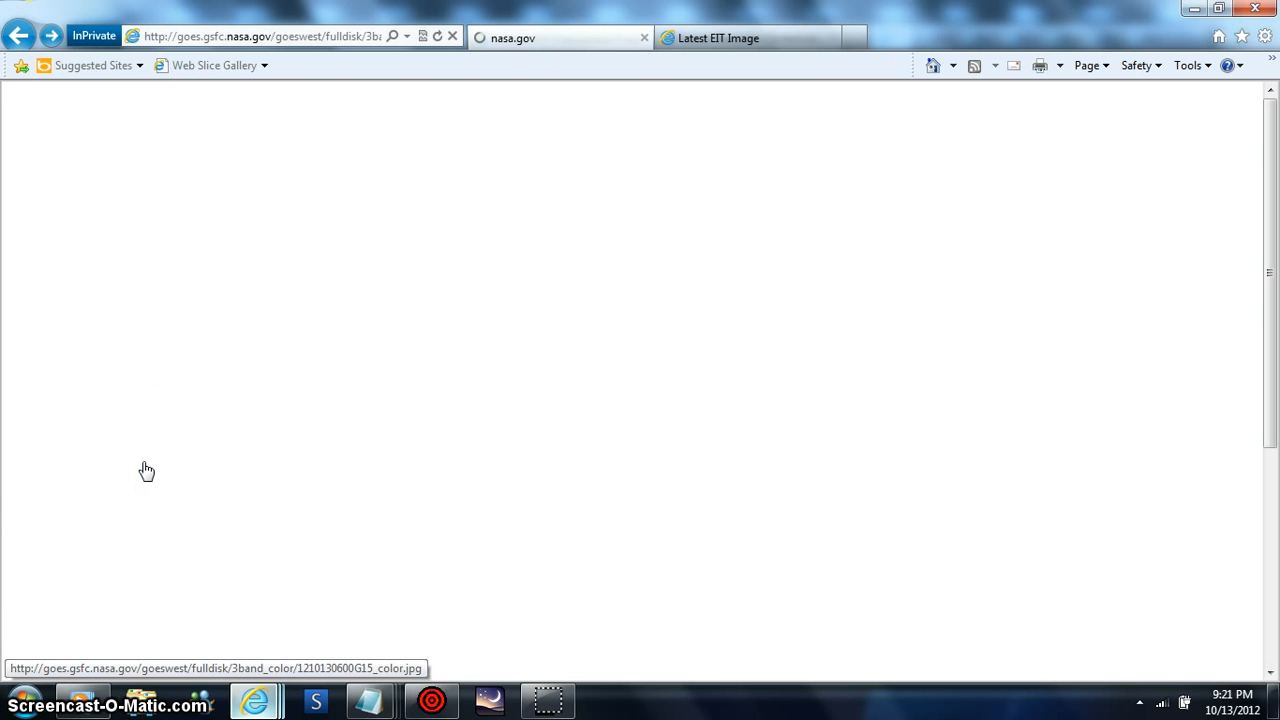 InPrivate
http://goes.gsfc.nasa.gov/goeswest/fulldisk/3ba
nasa.gov
Latest EIT Image
Suggested Sites
Web Slice Gallery
Page
Safety
Tools
http://goes.gsfc.nasa.gov/goeswest/fulldisk/3band_color/1210130600G15_color.jpg
Screencast-O-Matic.com
S
9:21 PM
10/13/2012